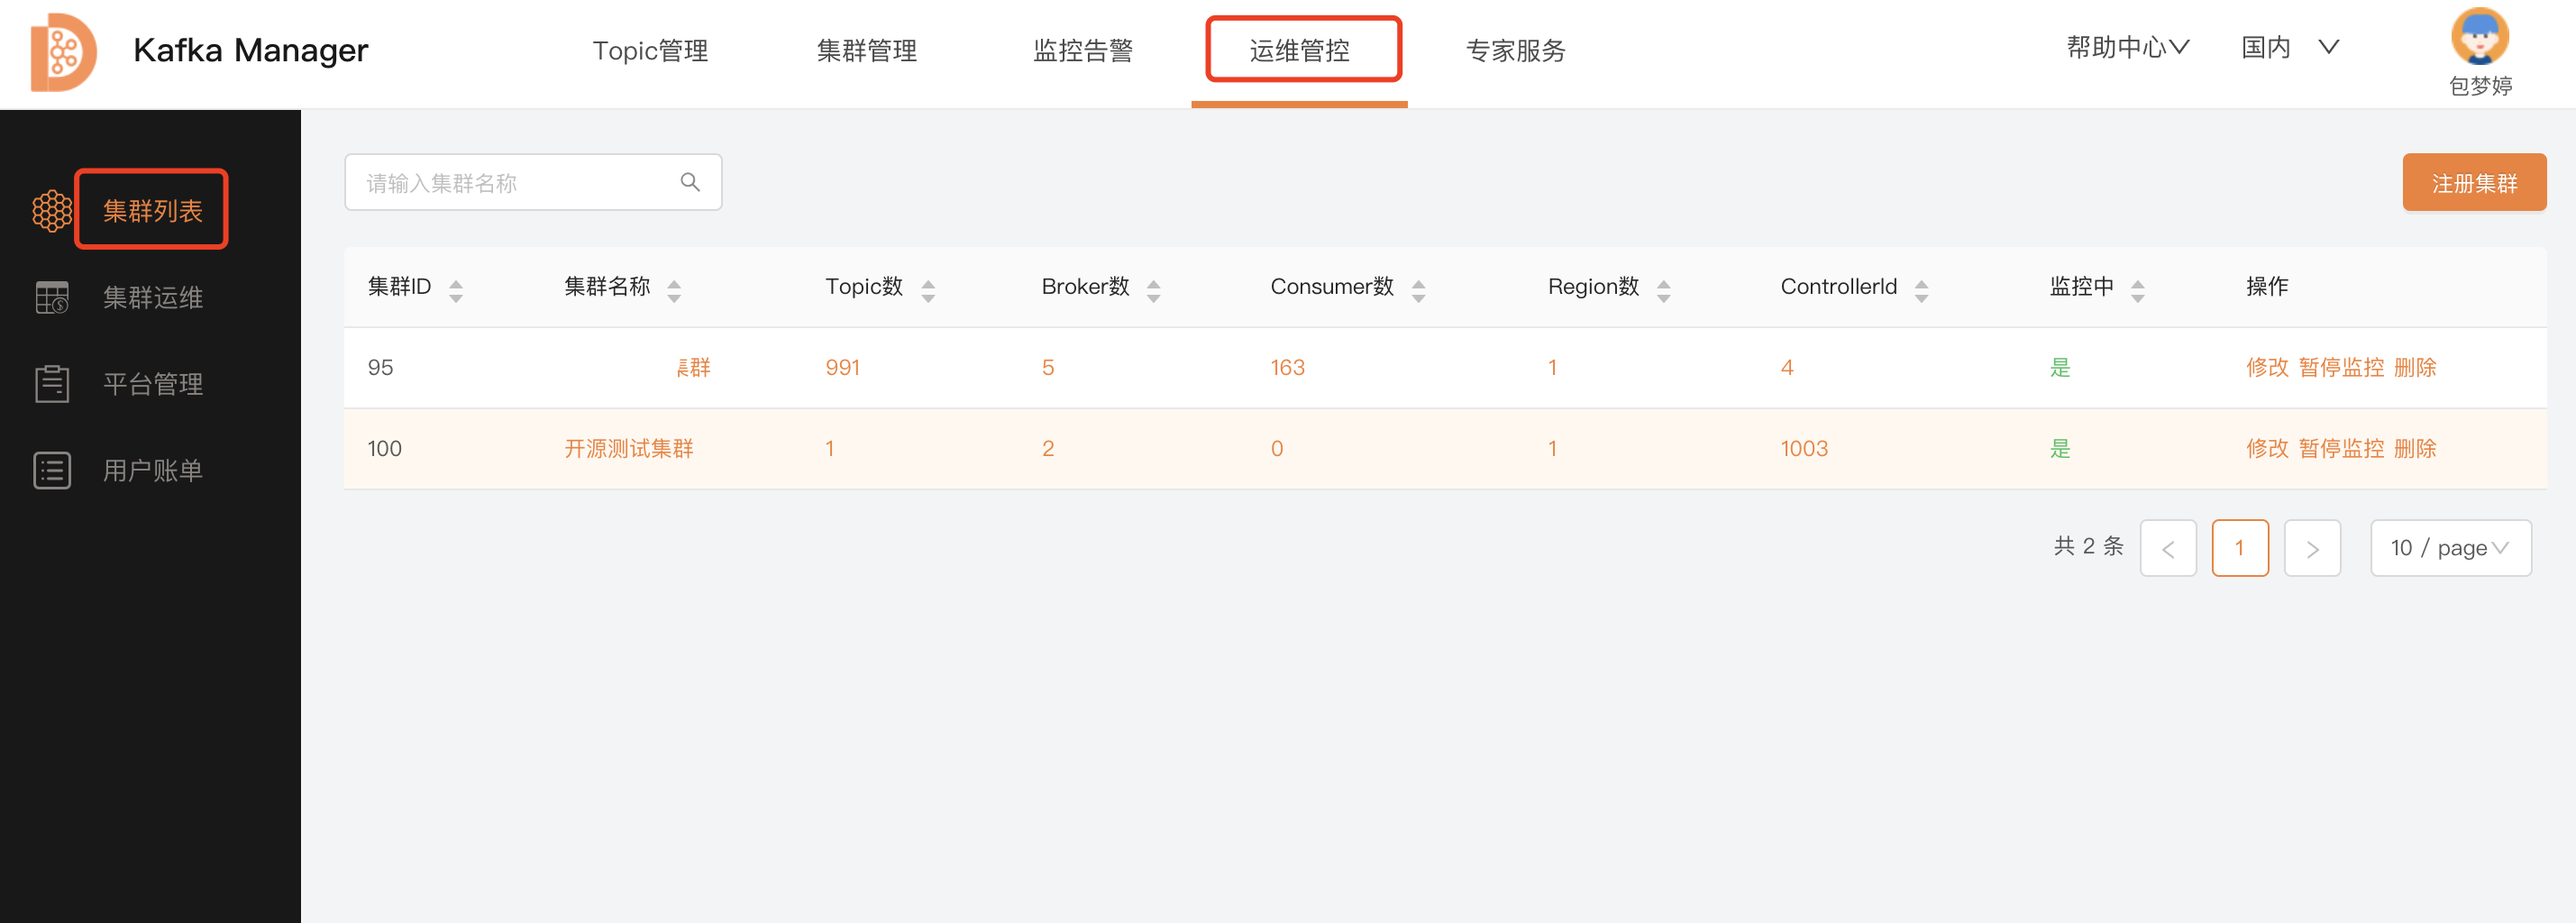 Kafka Manager Topic管理 集群管理 监控告警 运维管控 专家服务 帮助中心 国内
包梦婷
集群列表
集群运维
平台管理
用户账单
请输入集群名称 注册集群
集群ID 集群名称 Topic数 Broker数 Consumer数 Region数 ControllerId 监控中 操作
95 群 991 5 163 1 4 是 修改 暂停监控 删除
100 开源测试集群 1 2 0 1 1003 是 修改 暂停监控 删除
共 2 条 < 1 > 10 / page